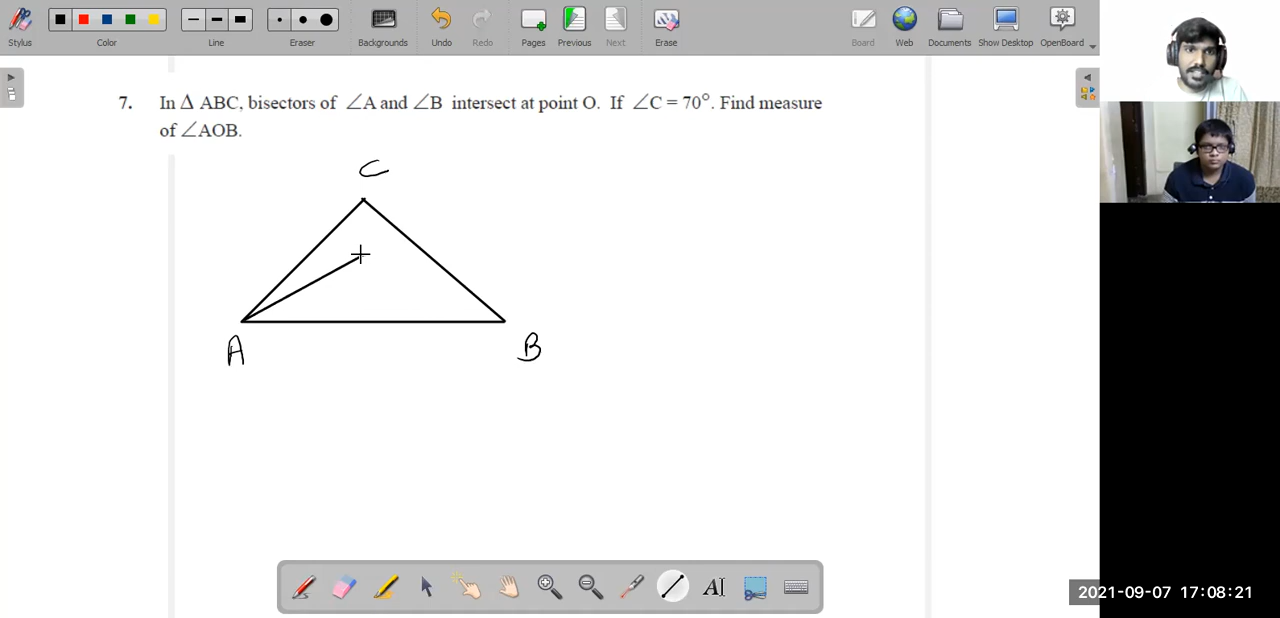 Stylus
Color
Line
Eraser
Backgrounds
Undo
Redo
Pages
Previous
Next
Erase
Board
Web
Documents
Show Desktop
OpenBoard
7. In Δ ABC, bisectors of ∠A and ∠B intersect at point O. If ∠C = 70°. Find measure
of ∠AOB.
C
A
B
AI
2021-09-07 17:08:21